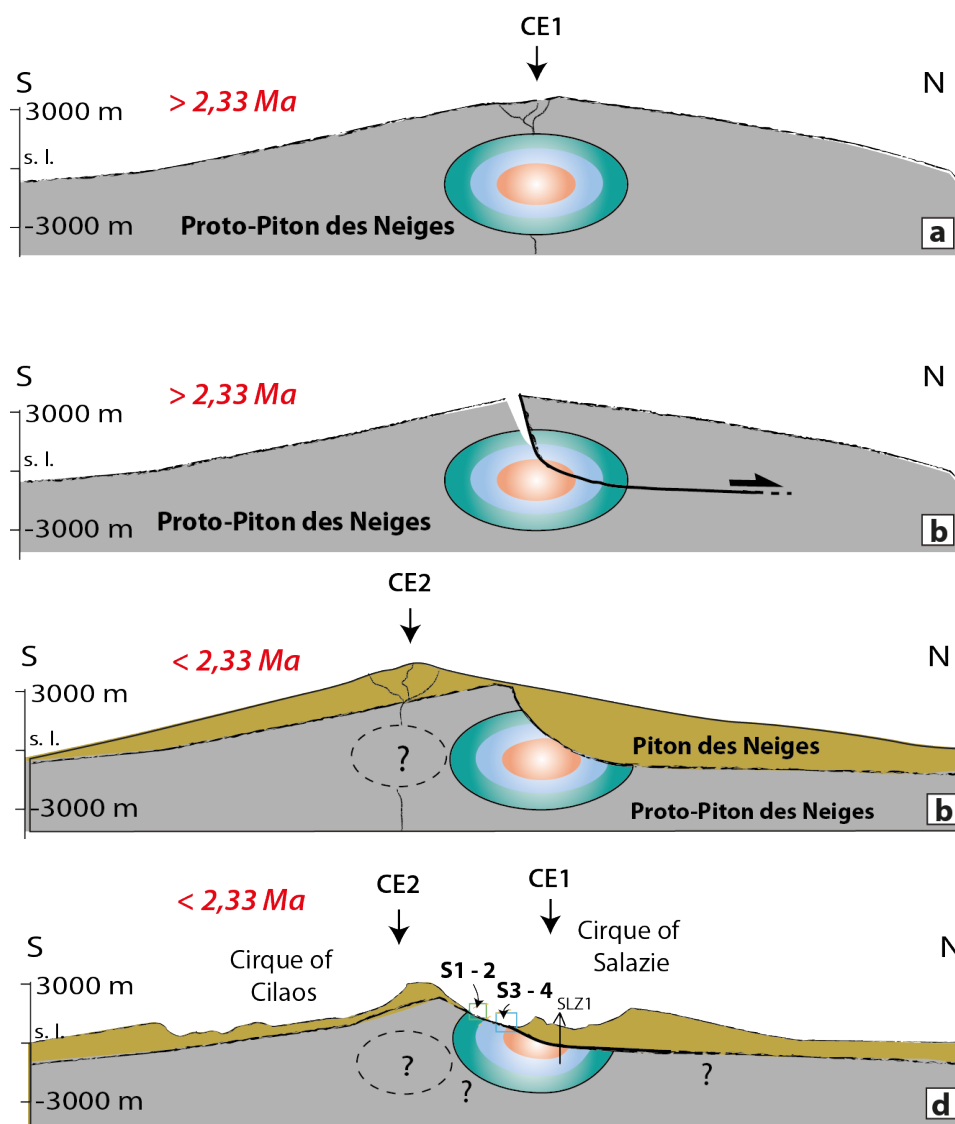 CE1
S
N
> 2,33 Ma
3000 m
s. l.
-3000 m
Proto-Piton des Neiges
a
S
N
> 2,33 Ma
3000 m
s. l.
-3000 m
Proto-Piton des Neiges
b
CE2
S
N
< 2,33 Ma
3000 m
s. l.
-3000 m
?
Piton des Neiges
Proto-Piton des Neiges
b
CE2
CE1
< 2,33 Ma
S
N
Cirque of
Cilaos
Cirque of
Salazie
3000 m
s. l.
-3000 m
S1 - 2
S3 - 4
SLZ1
?
?
?
d